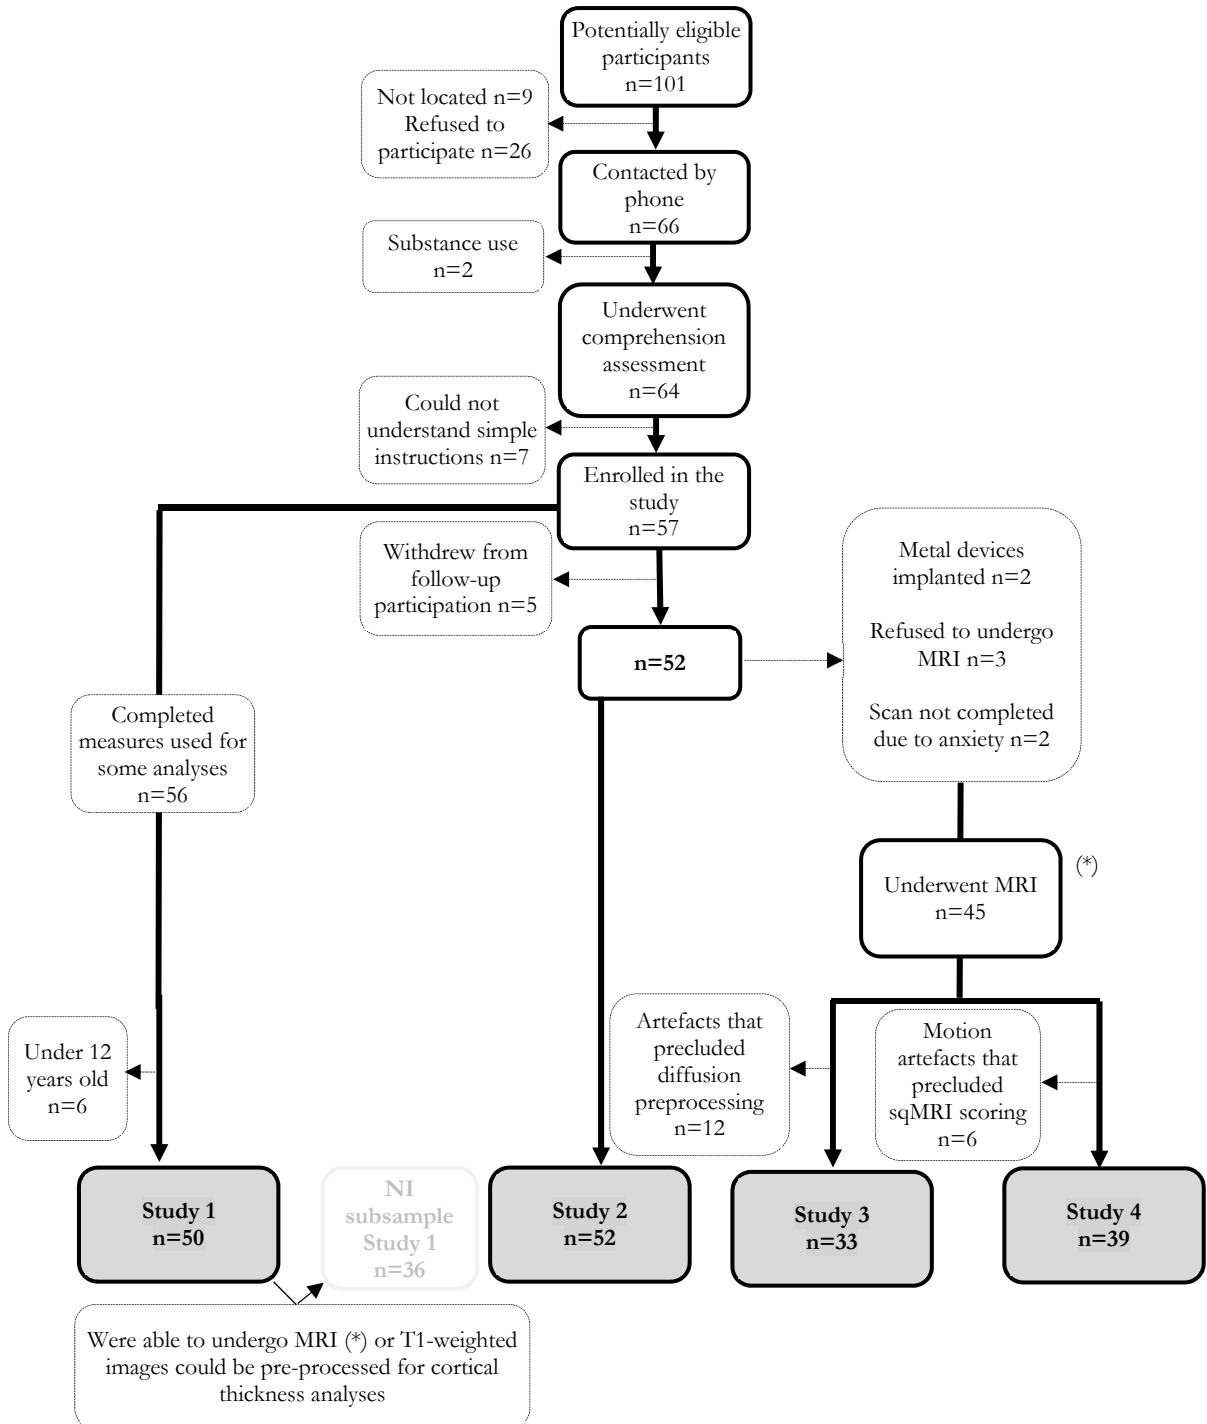 Potentially eligible
participants
n=101
Not located n=9
Refused to
participate n=26
Contacted by
phone
n=66
Substance use
n=2
Underwent
comprehension
assessment
n=64
Could not
understand simple
instructions n=7
Enrolled in the
study
n=57
Withdrew from
follow-up
participation n=5
n=52
Metal devices
implanted n=2
Refused to undergo
MRI n=3
Scan not completed
due to anxiety n=2
Completed
measures used for
some analyses
n=56
Underwent MRI
n=45
(*)
Under 12
years old
n=6
Artefacts that
precluded
diffusion
preprocessing
n=12
Motion
artefacts that
precluded
sqMRI scoring
n=6
Study 1
n=50
NI
subsample
Study 1
n=36
Study 2
n=52
Study 3
n=33
Study 4
n=39
Were able to undergo MRI (*) or T1-weighted
images could be pre-processed for cortical
thickness analyses